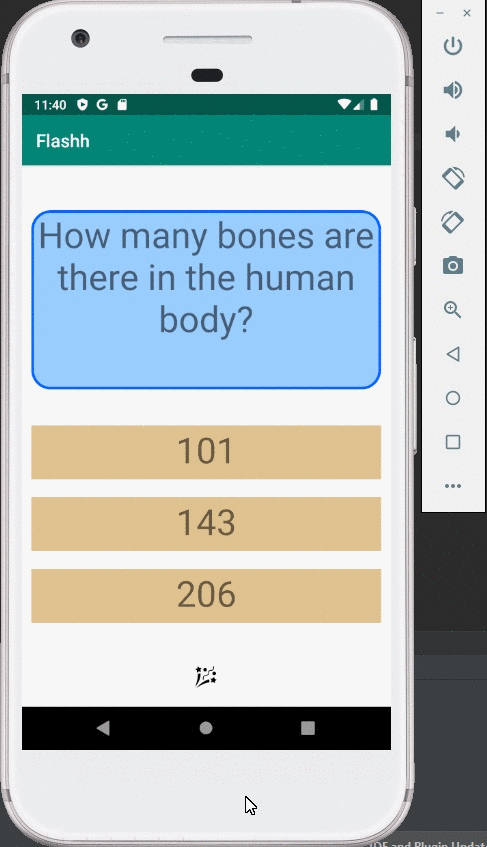 11:40
Flashh
How many bones are
there in the human
body?
101
143
206
IDE and Plugin Updat